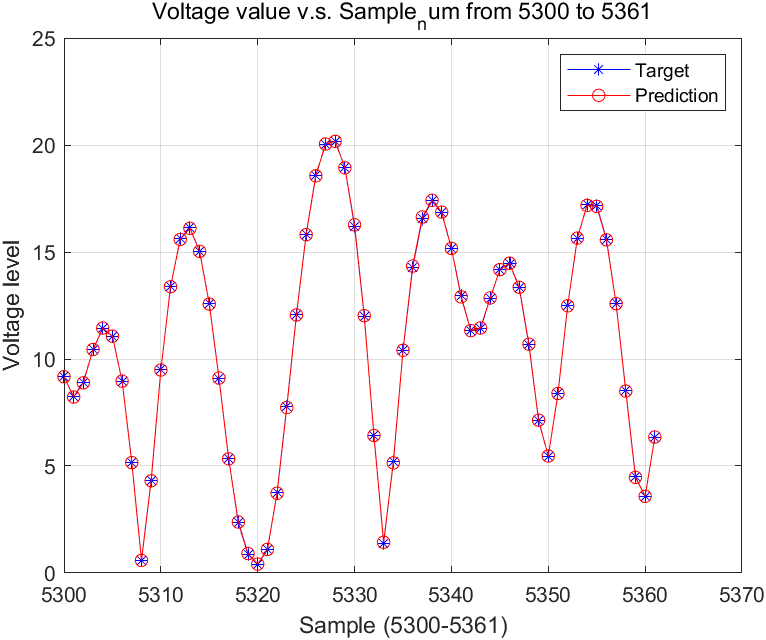 Voltage value v.s. Sample_num from 5300 to 5361
25
Target
Prediction
20
15
10
5
0
Voltage level
5300 5310 5320 5330 5340 5350 5360 5370
Sample (5300-5361)